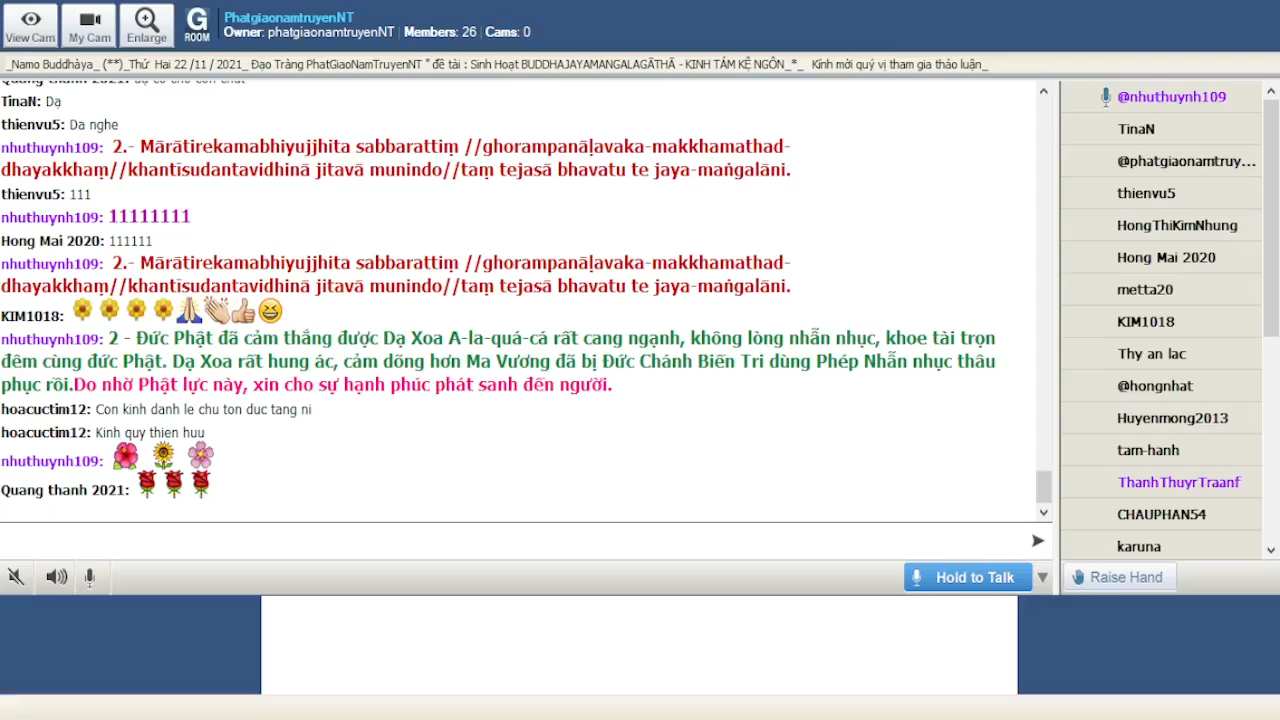 View Cam
My Cam
Enlarge
G
ROOM
PhatgiaonamtruyenNT
Owner: phatgiaonamtruyenNT | Members: 26 | Cams: 0
_Namo Buddhàya_ (**)_Thứ Hai 22 /11 / 2021_ Đạo Tràng PhatGiaoNamTruyenNT " đề tài : Sinh Hoạt BUDDHAJAYAMANGALAGĀTHĀ - KINH TÁM KỆ NGÔN_*_ Kính mời quý vị tham gia thảo luận_
TinaN: Dạ
thienvu5: Da nghe
nhuthuynh109: 2.- Mārātirekamabhiyujjhita sabbarattiṃ //ghorampanāḷavaka-makkhamathad-
dhayakkhaṃ//khantīsudantavidhinā jitavā munindo//taṃ tejasā bhavatu te jaya-maṅgalāni.
thienvu5: 111
nhuthuynh109: 11111111
Hong Mai 2020: 111111
nhuthuynh109: 2.- Mārātirekamabhiyujjhita sabbarattiṃ //ghorampanāḷavaka-makkhamathad-
dhayakkhaṃ//khantīsudantavidhinā jitavā munindo//taṃ tejasā bhavatu te jaya-maṅgalāni.
KIM1018:
nhuthuynh109: 2 - Đức Phật đã cảm thắng được Dạ Xoa A-la-quá-cá rất cang ngạnh, không lòng nhẫn nhục, khoe tài trọn
đêm cùng đức Phật. Dạ Xoa rất hung ác, cảm dõng hơn Ma Vương đã bị Đức Chánh Biến Tri dùng Phép Nhẫn nhục thâu
phục rồi.Do nhờ Phật lực này, xin cho sự hạnh phúc phát sanh đến người.
hoacuctim12: Con kinh danh le chu ton duc tang ni
hoacuctim12: Kinh quy thien huu
nhuthuynh109:
Quang thanh 2021:
Hold to Talk
@nhuthuynh109
TinaN
@phatgiaonamtruy...
thienvu5
HongThiKimNhung
Hong Mai 2020
metta20
KIM1018
Thy an lac
@hongnhat
Huyenmong2013
tam-hanh
ThanhThuyrTraanf
CHAUPHAN54
karuna
Raise Hand